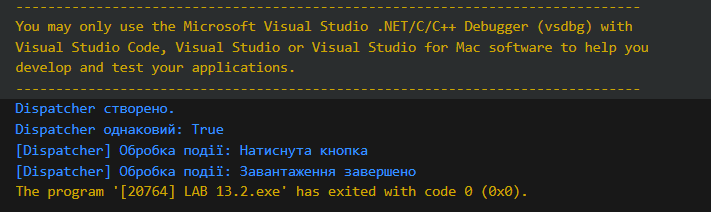 -------------------------------------------------------------------
You may only use the Microsoft Visual Studio .NET/C/C++ Debugger (vsdbg) with
Visual Studio Code, Visual Studio or Visual Studio for Mac software to help you
develop and test your applications.
-------------------------------------------------------------------
Dispatcher створено.
Dispatcher однаковий: True
[Dispatcher] Обробка події: Натиснута кнопка
[Dispatcher] Обробка події: Завантаження завершено
The program '[20764] LAB 13.2.exe' has exited with code 0 (0x0).